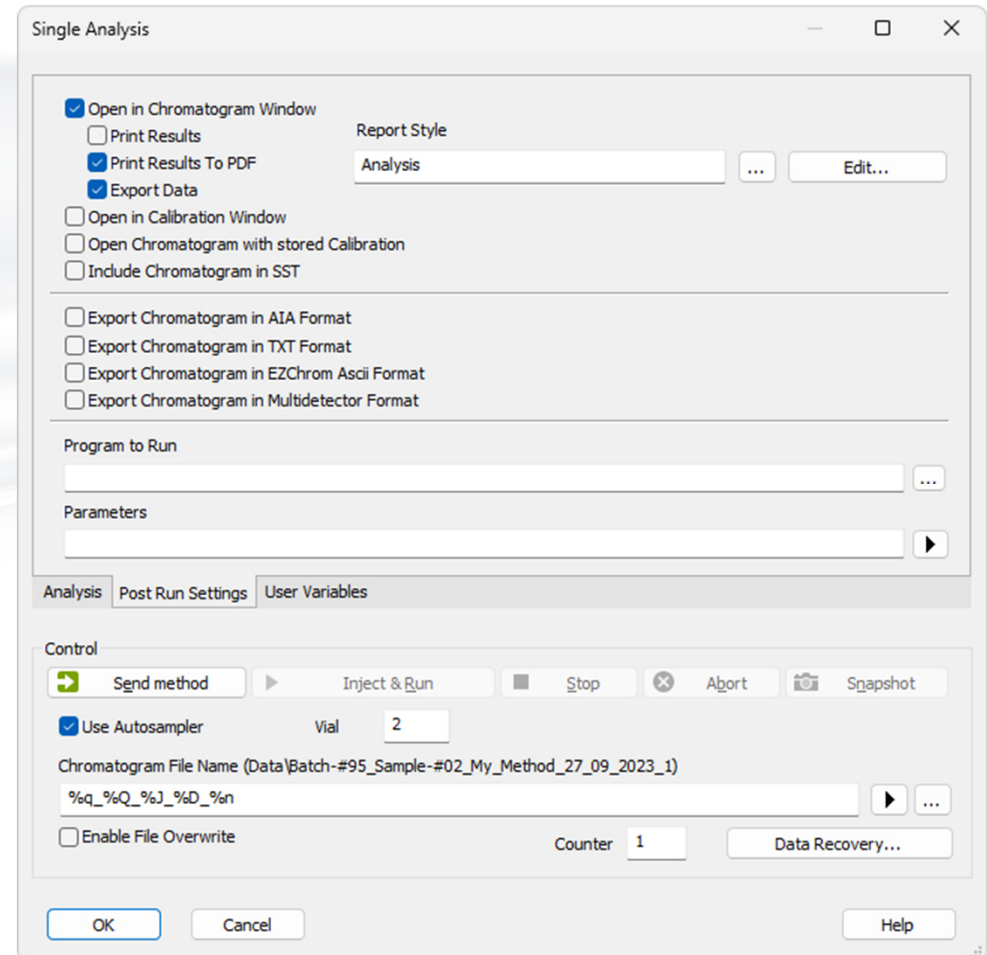 Single Analysis
Open in Chromatogram Window
Print Results
Report Style
Print Results To PDF
Analysis
...
Edit...
Export Data
Open in Calibration Window
Open Chromatogram with stored Calibration
Include Chromatogram in SST
Export Chromatogram in AIA Format
Export Chromatogram in TXT Format
Export Chromatogram in EZChrom Ascii Format
Export Chromatogram in Multidetector Format
Program to Run
...
Parameters
Analysis Post Run Settings User Variables
Control
Send method Inject & Run Stop Abort Snapshot
Use Autosampler Vial 2
Chromatogram File Name (Data\Batch-#95_Sample-#02_My_Method_27_09_2023_1)
%q_%Q_%J_%D_%n
...
Enable File Overwrite Counter 1 Data Recovery...
OK Cancel Help